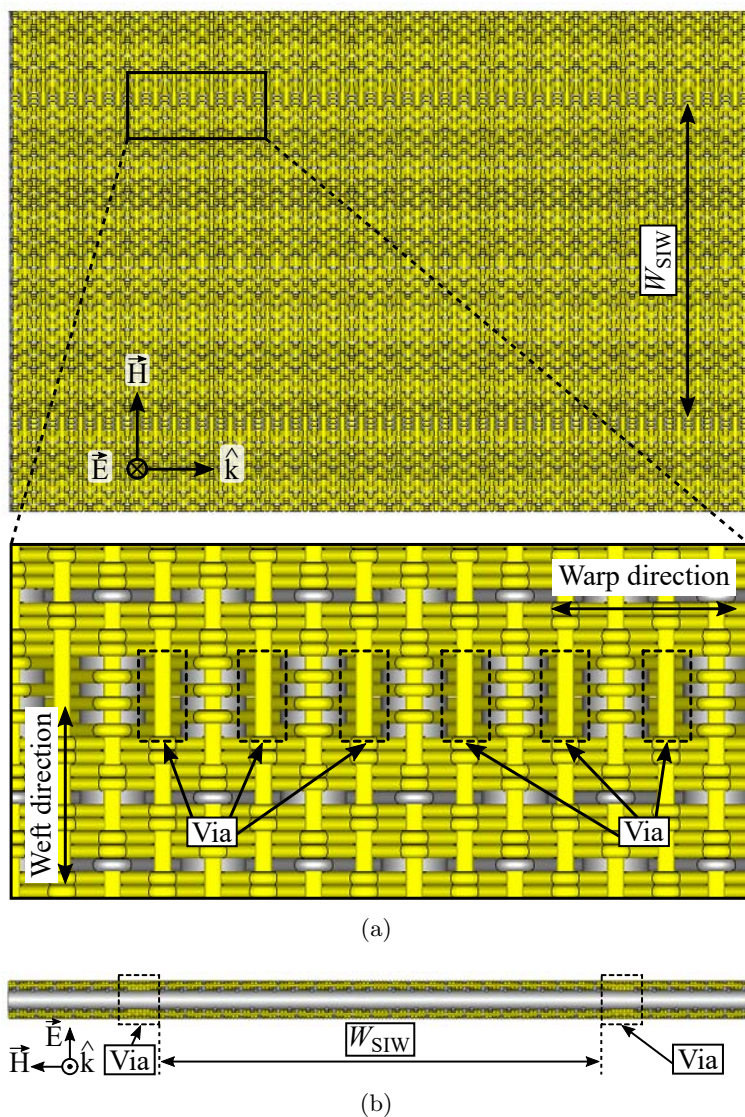 W_SIW
H⃗
E⃗
k̂
Warp direction
Weft direction
Via
Via
(a)
E⃗
H⃗
k̂
Via
W_SIW
Via
(b)